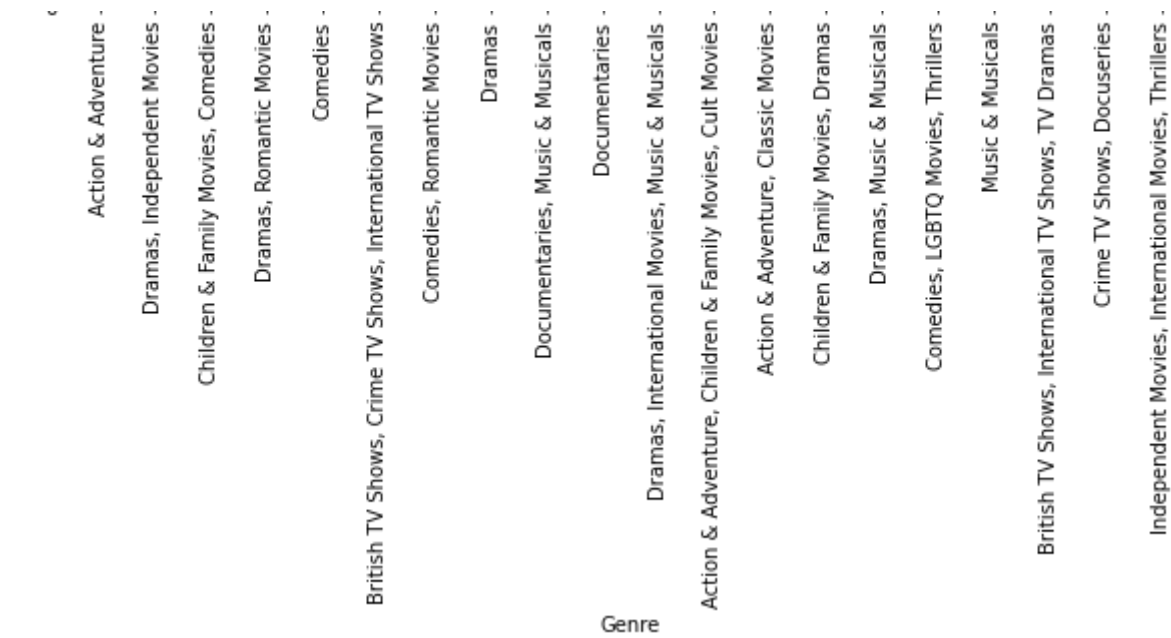 Action & Adventure
Dramas, Independent Movies
Children & Family Movies, Comedies
Dramas, Romantic Movies
Comedies
British TV Shows, Crime TV Shows, International TV Shows
Comedies, Romantic Movies
Dramas
Documentaries, Music & Musicals
Documentaries
Dramas, International Movies, Music & Musicals
Action & Adventure, Children & Family Movies, Cult Movies
Action & Adventure, Classic Movies
Children & Family Movies, Dramas
Dramas, Music & Musicals
Comedies, LGBTQ Movies, Thrillers
Music & Musicals
British TV Shows, International TV Shows, TV Dramas
Crime TV Shows, Docuseries
Independent Movies, International Movies, Thrillers
Genre